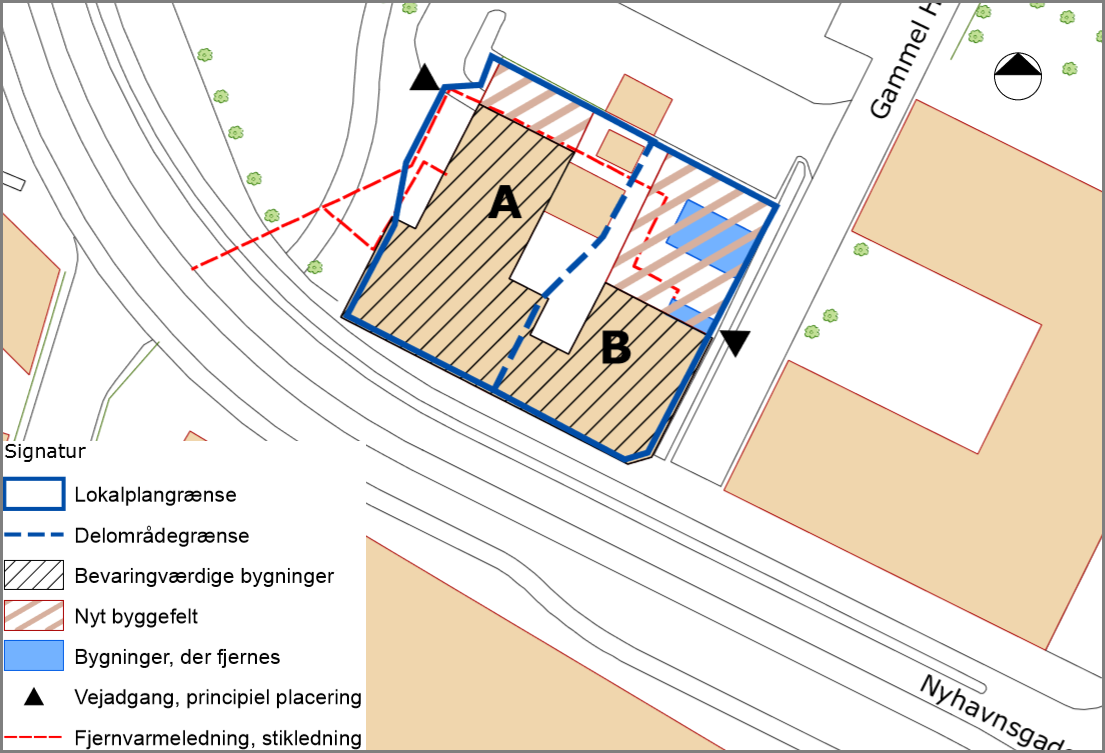 Gammel H
A
B
Nyhavnsgade
Signatur
Lokalplangrænse
Delområdegrænse
Bevaringværdige bygninger
Nyt byggefelt
Bygninger, der fjernes
Vejadgang, principiel placering
Fjernvarmeledning, stikledning